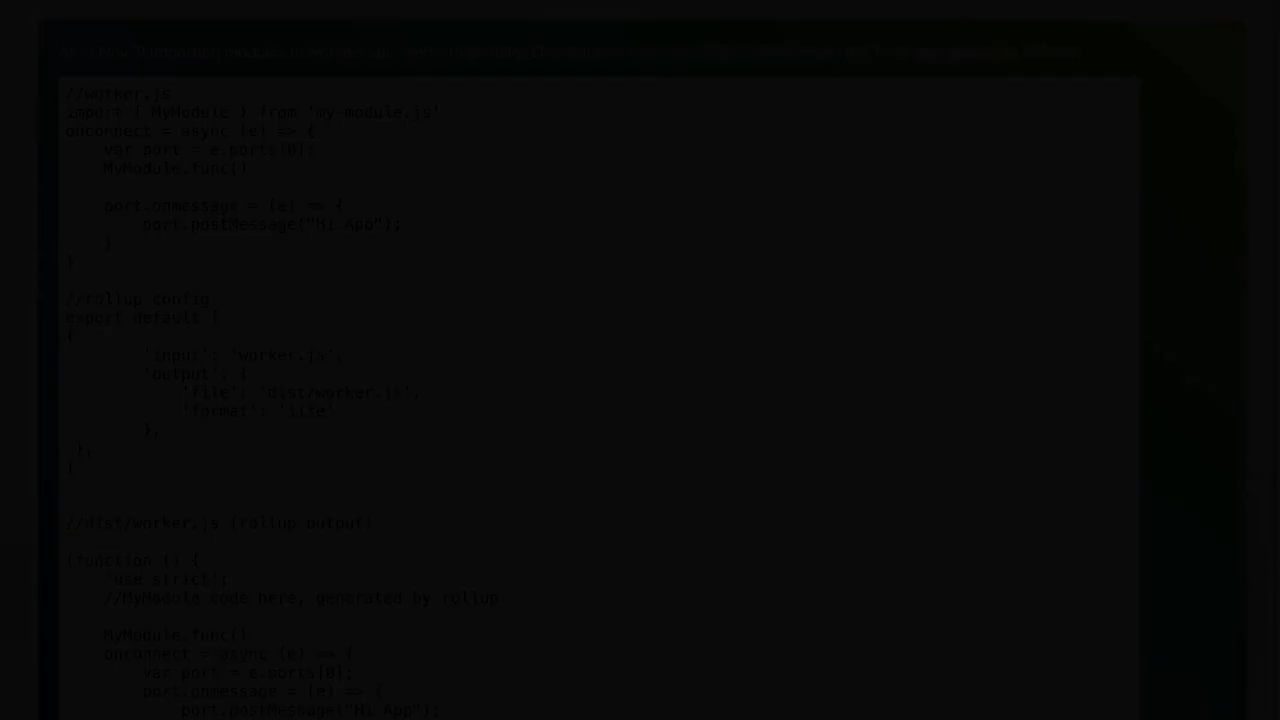 //worker.js
import { MyModule } from 'my-module.js'
onconnect = async (e) => {
var port = e.ports[0];
MyModule.func()
port.onmessage = (e) => {
port.postMessage("Hi App");
}
}
//rollup config
export default [
{
'input': 'worker.js',
'output', {
'file': 'dist/worker.js',
'format': 'iife'
},
},
]
//dist/worker.js (rollup output)
(function () {
'use strict';
//MyModule code here, generated by rollup
MyModule.func()
onconnect = async (e) => {
var port = e.ports[0];
port.onmessage = (e) => {
port.postMessage("Hi App");